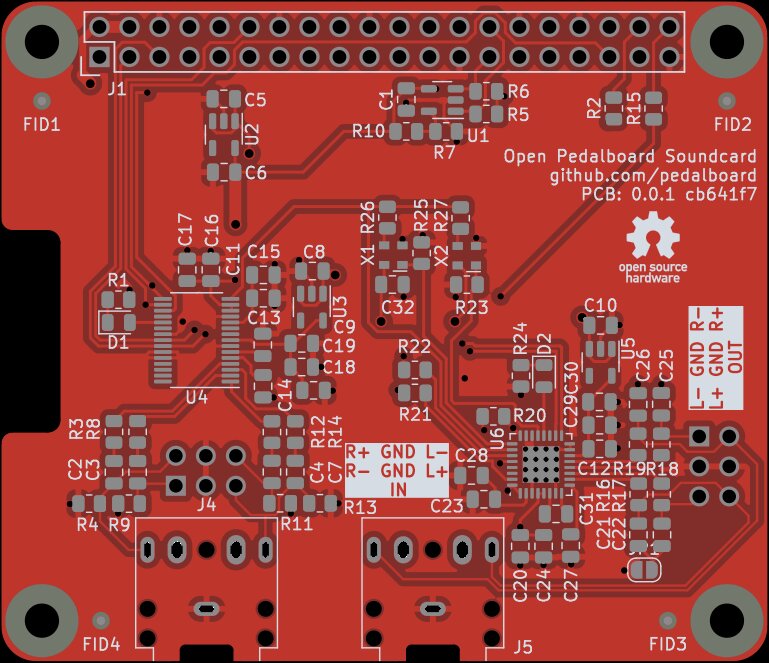 J1
C5
U2
C6
C1
R6
R5
U1
R10
R7
R2
R15
FID1
FID2
Open Pedalboard Soundcard
github.com/pedalboard
PCB: 0.0.1 cb641f7
open source
hardware
C17
C16
C11
C15
C8
R26
R25
R27
X1
X2
R1
D1
C13
U3
C9
C32
R23
C10
C19
C18
R22
R24
D2
U5
C26
C25
L- GND R-
L+ GND R+
OUT
U4
C14
R21
C30
C29
R20
U6
R3
R8
R12
R14
C12
R19
R18
C2
C3
C4
C7
R+ GND L-
R- GND L+
IN
C28
C23
C31
R16
R17
C21
C22
R4
R9
J4
R11
R13
C20
C24
C27
FID4
J5
FID3